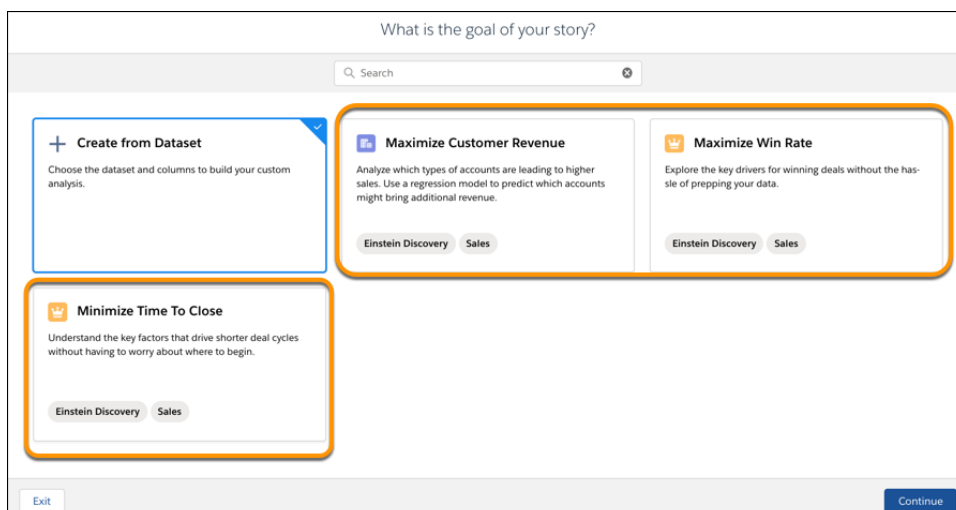 What is the goal of your story?
Search
Create from Dataset
Choose the dataset and columns to build your custom
analysis.
Maximize Customer Revenue
Analyze which types of accounts are leading to higher
sales. Use a regression model to predict which accounts
might bring additional revenue.
Einstein Discovery Sales
Maximize Win Rate
Explore the key drivers for winning deals without the has-
sle of prepping your data.
Einstein Discovery Sales
Minimize Time To Close
Understand the key factors that drive shorter deal cycles
without having to worry about where to begin.
Einstein Discovery Sales
Exit
Continue